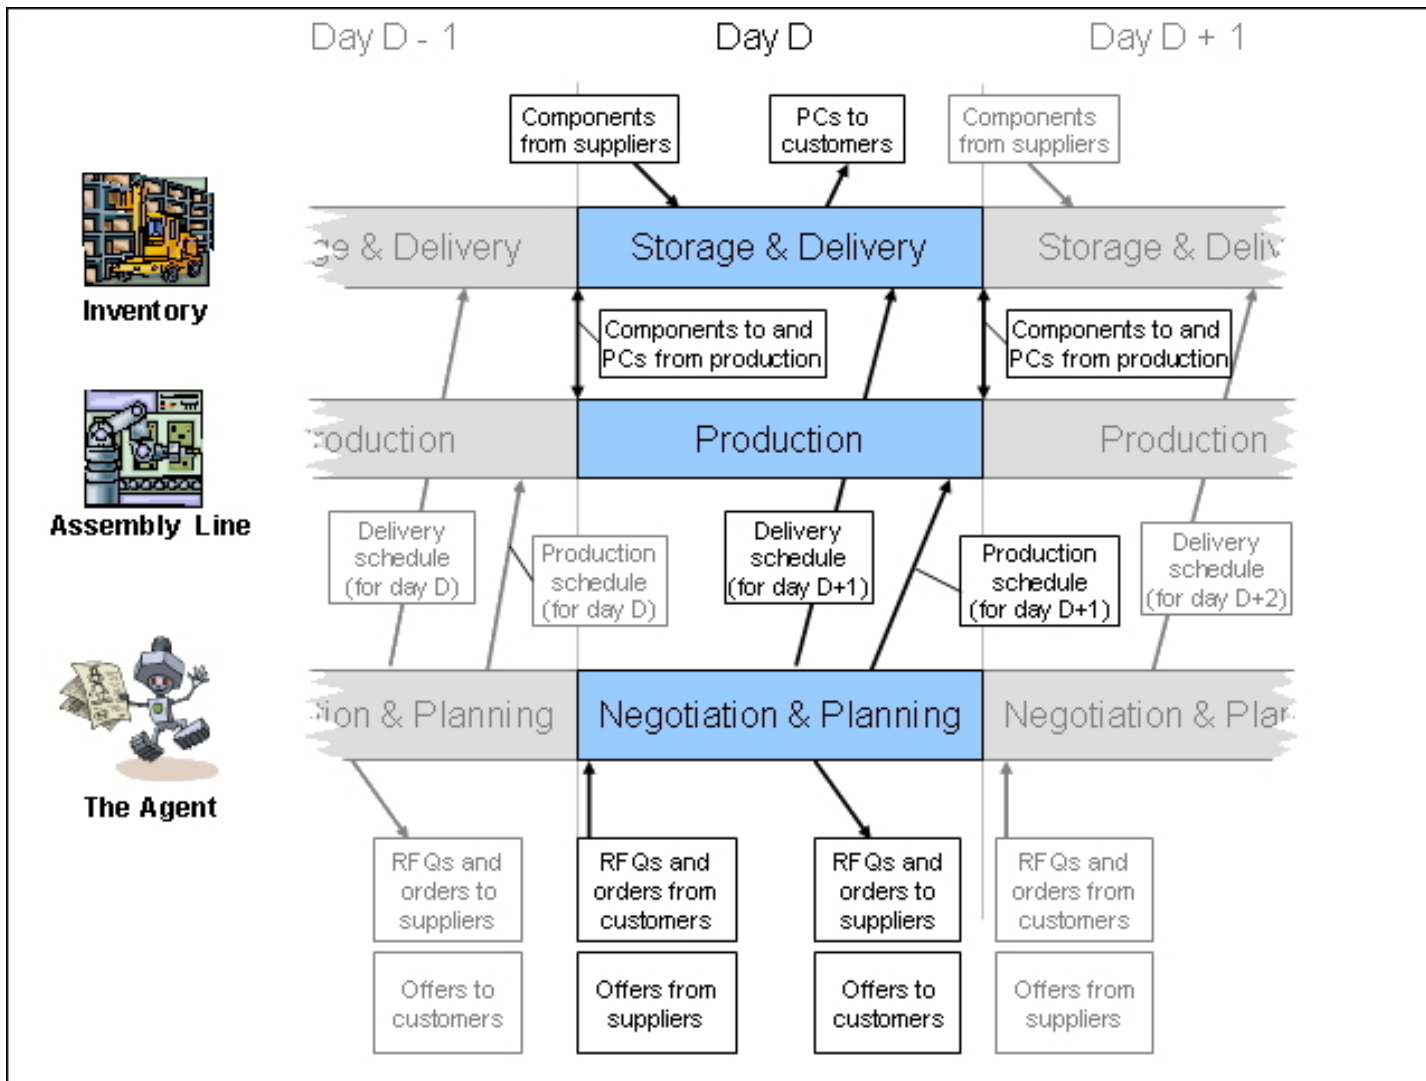 Day D - 1
Day D
Day D + 1
Components
from suppliers
PCs to
customers
Components
from suppliers
ge & Delivery
Storage & Delivery
Storage & Deliv
Inventory
Components to and
PCs from production
Components to and
PCs from production
roduction
Production
Production
Assembly Line
Delivery
schedule
(for day D)
Production
schedule
(for day D)
Delivery
schedule
(for day D+1)
Production
schedule
(for day D+1)
Delivery
schedule
(for day D+2)
ion & Planning
Negotiation & Planning
Negotiation & Plan
The Agent
RFQs and
orders to
suppliers
RFQs and
orders from
customers
RFQs and
orders to
suppliers
RFQs and
orders from
customers
Offers to
customers
Offers from
suppliers
Offers to
customers
Offers from
suppliers